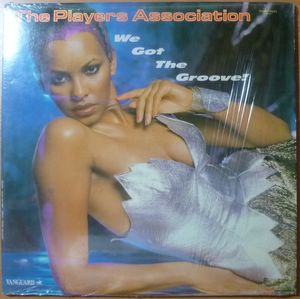 The Players Association
We
Got
The
Groove!
VANGUARD